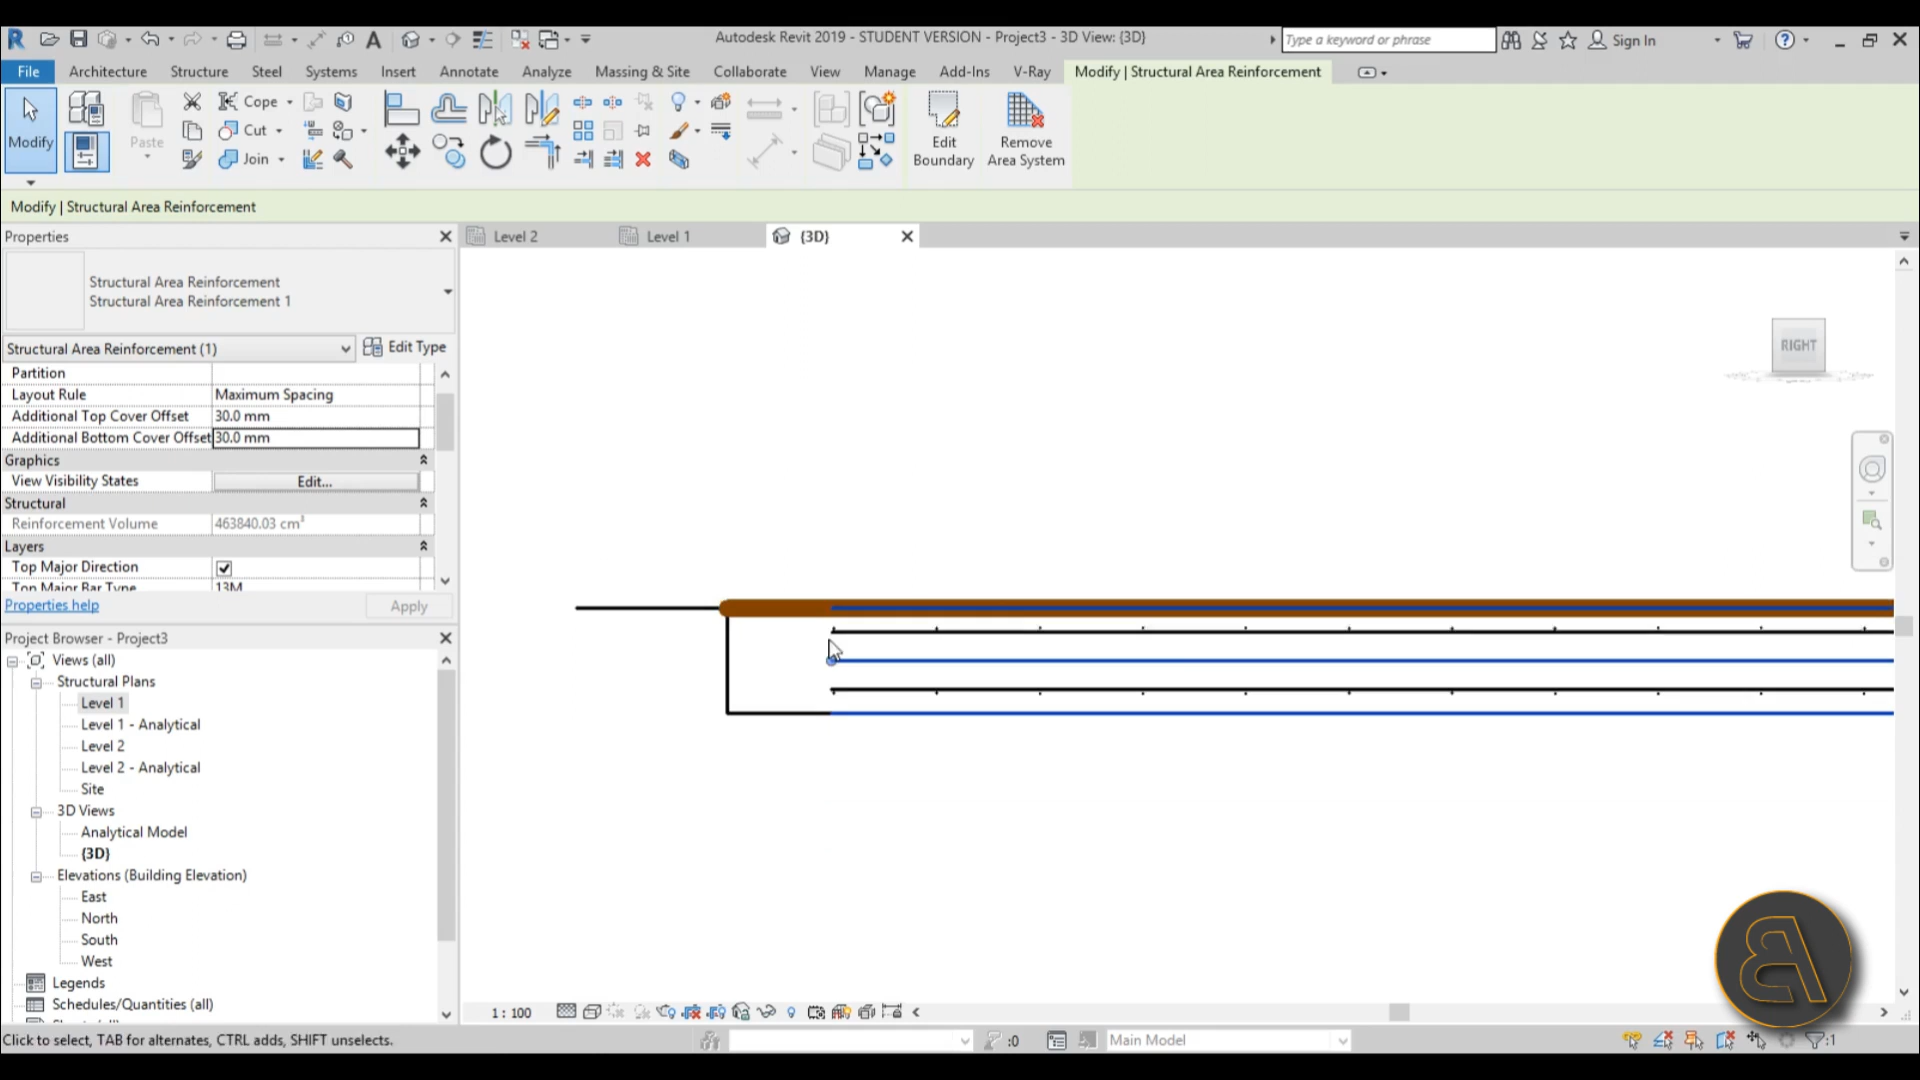 Autodesk Revit 2019 - STUDENT VERSION - Project3 - 3D View: {3D}
Type a keyword or phrase
Sign In
File Architecture Structure Steel Systems Insert Annotate Analyze Massing & Site Collaborate View Manage Add-Ins V-Ray Modify | Structural Area Reinforcement
Modify
Paste
Cope
Cut
Join
Edit Boundary
Remove Area System
Modify | Structural Area Reinforcement
Properties
Level 2
Level 1
{3D}
Structural Area Reinforcement
Structural Area Reinforcement 1
Structural Area Reinforcement (1)
Edit Type
Partition
Layout Rule Maximum Spacing
Additional Top Cover Offset 30.0 mm
Additional Bottom Cover Offset 30.0 mm
Graphics
View Visibility States Edit...
Structural
Reinforcement Volume 463840.03 cm³
Layers
Top Major Direction
Top Major Bar Type 13M
Properties help
Apply
RIGHT
Project Browser - Project3
Views (all)
Structural Plans
Level 1
Level 1 - Analytical
Level 2
Level 2 - Analytical
Site
3D Views
Analytical Model
{3D}
Elevations (Building Elevation)
East
North
South
West
Legends
Schedules/Quantities (all)
1 : 100
Click to select, TAB for alternates, CTRL adds, SHIFT unselects.
:0
Main Model
:1